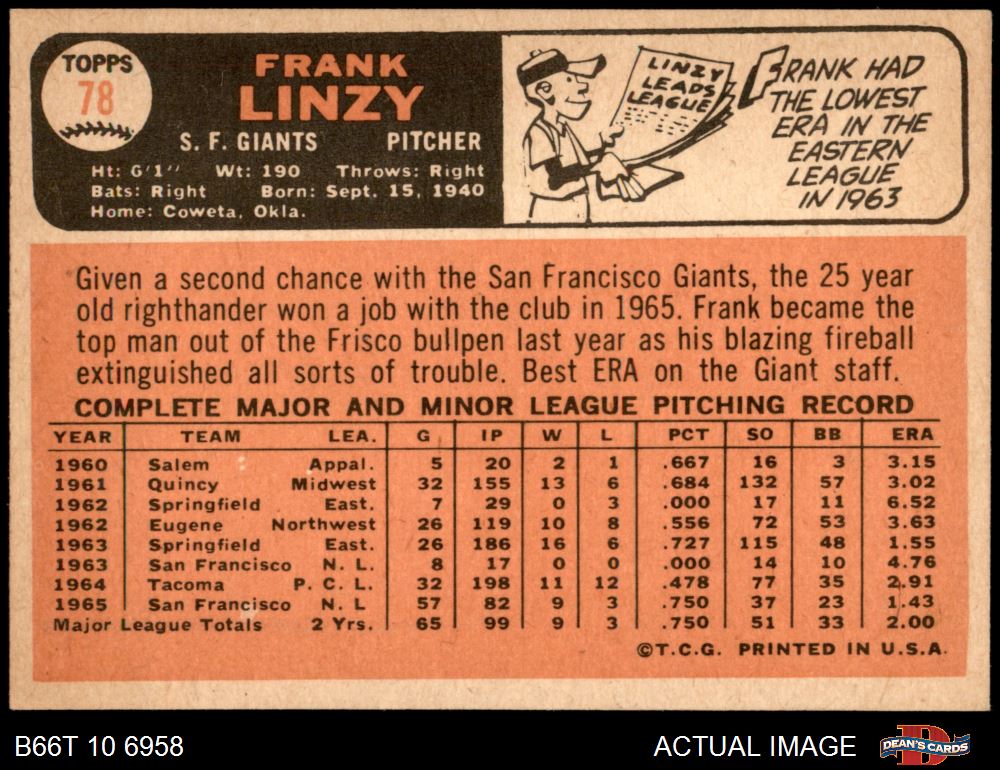 TOPPS
78
FRANK
LINZY
S. F. GIANTS PITCHER
Ht: 6'1" Wt: 190 Throws: Right
Bats: Right Born: Sept. 15, 1940
Home: Coweta, Okla.
LINZY
LEADS
LEAGUE
FRANK HAD
THE LOWEST
ERA IN THE
EASTERN
LEAGUE
IN 1963
Given a second chance with the San Francisco Giants, the 25 year
old righthander won a job with the club in 1965. Frank became the
top man out of the Frisco bullpen last year as his blazing fireball
extinguished all sorts of trouble. Best ERA on the Giant staff.
COMPLETE MAJOR AND MINOR LEAGUE PITCHING RECORD
YEAR TEAM LEA. G IP W L PCT SO BB ERA
1960 Salem Appal. 5 20 2 1 .667 16 3 3.15
1961 Quincy Midwest 32 155 13 6 .684 132 57 3.02
1962 Springfield East. 7 29 0 3 .000 17 11 6.52
1962 Eugene Northwest 26 119 10 8 .556 72 53 3.63
1963 Springfield East. 26 186 16 6 .727 115 48 1.55
1963 San Francisco N. L. 8 17 0 0 .000 14 10 4.76
1964 Tacoma P. C. L. 32 198 11 12 .478 77 35 2.91
1965 San Francisco N. L 57 82 9 3 .750 37 23 1.43
Major League Totals 2 Yrs. 65 99 9 3 .750 51 33 2.00
©T.C.G. PRINTED IN U.S.A.
B66T 10 6958 ACTUAL IMAGE
D
DEAN'S CARDS